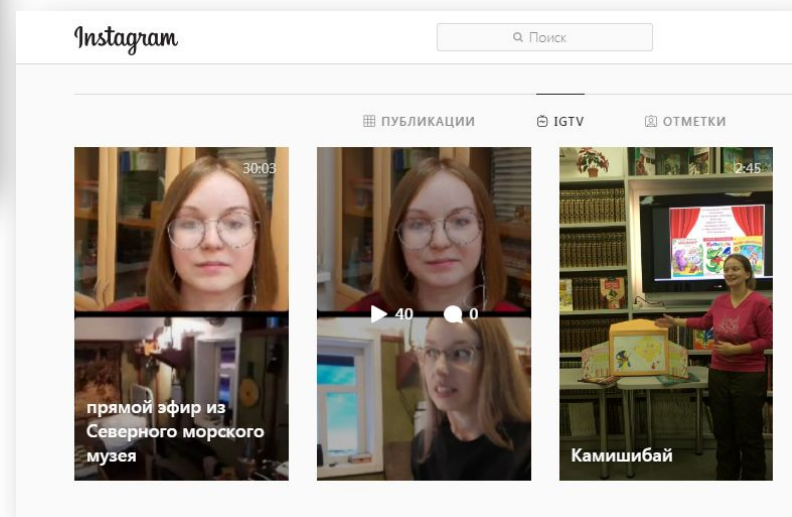 Instagram
Поиск
ПУБЛИКАЦИИ
IGTV
ОТМЕТКИ
30:03
прямой эфир из
Северного морского
музея
40
0
2:45
Камишибай